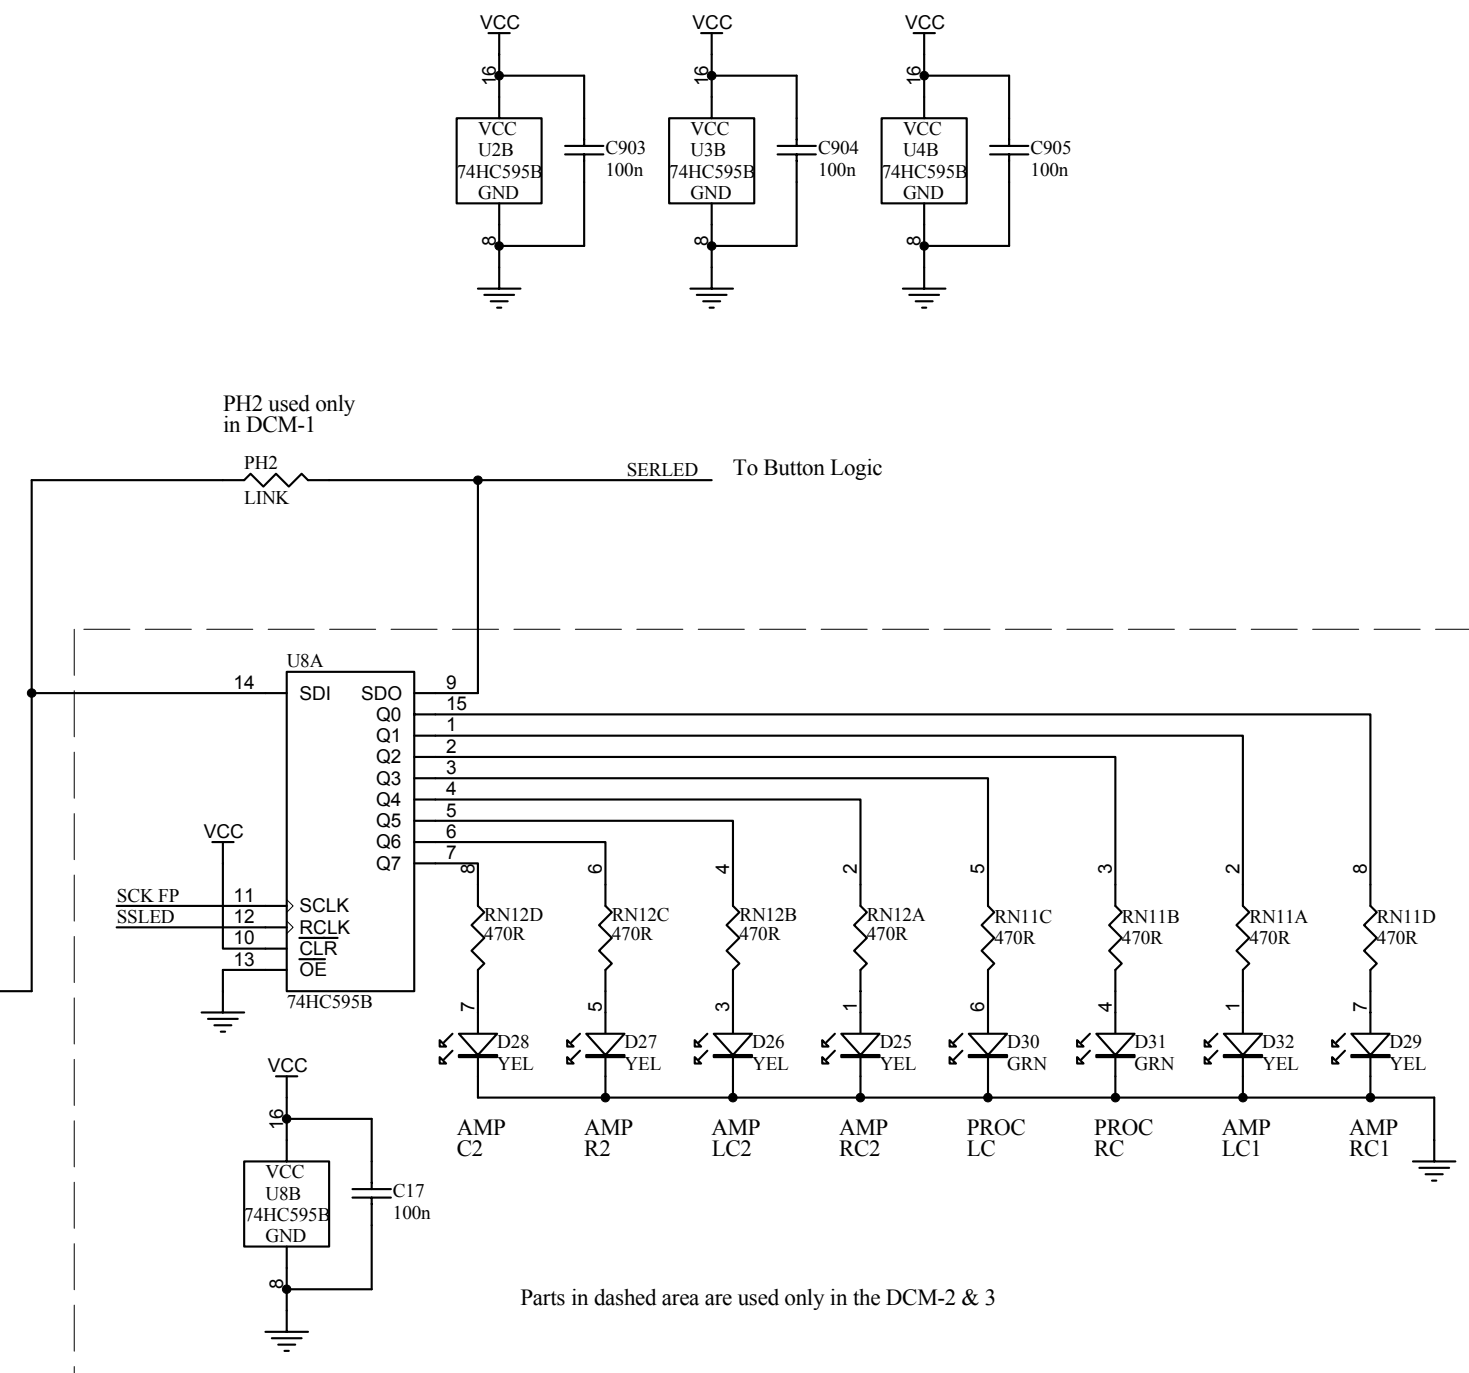 VCC VCC VCC
16 16 16
VCC VCC VCC
U2B C903 U3B C904 U4B C905
74HC595B 100n 74HC595B 100n 74HC595B 100n
GND GND GND
8 8 8
PH2 used only
in DCM-1
PH2
LINK
SERLED To Button Logic
U8A
14 SDI SDO 9
Q0 15
Q1 1
Q2 2
Q3 3
Q4 4
Q5 5
Q6 6
Q7 7
VCC
8 6 4 2 5 3 2 8
SCK FP 11 SCLK
SSLED 12 RCLK
10 CLR
13 OE
74HC595B
RN12D RN12C RN12B RN12A RN11C RN11B RN11A RN11D
470R 470R 470R 470R 470R 470R 470R 470R
7 5 3 1 6 4 1 7
D28 D27 D26 D25 D30 D31 D32 D29
YEL YEL YEL YEL GRN GRN YEL YEL
AMP AMP AMP AMP PROC PROC AMP AMP
C2 R2 LC2 RC2 LC RC LC1 RC1
VCC
16
VCC
U8B C17
74HC595B 100n
GND
8
Parts in dashed area are used only in the DCM-2 & 3